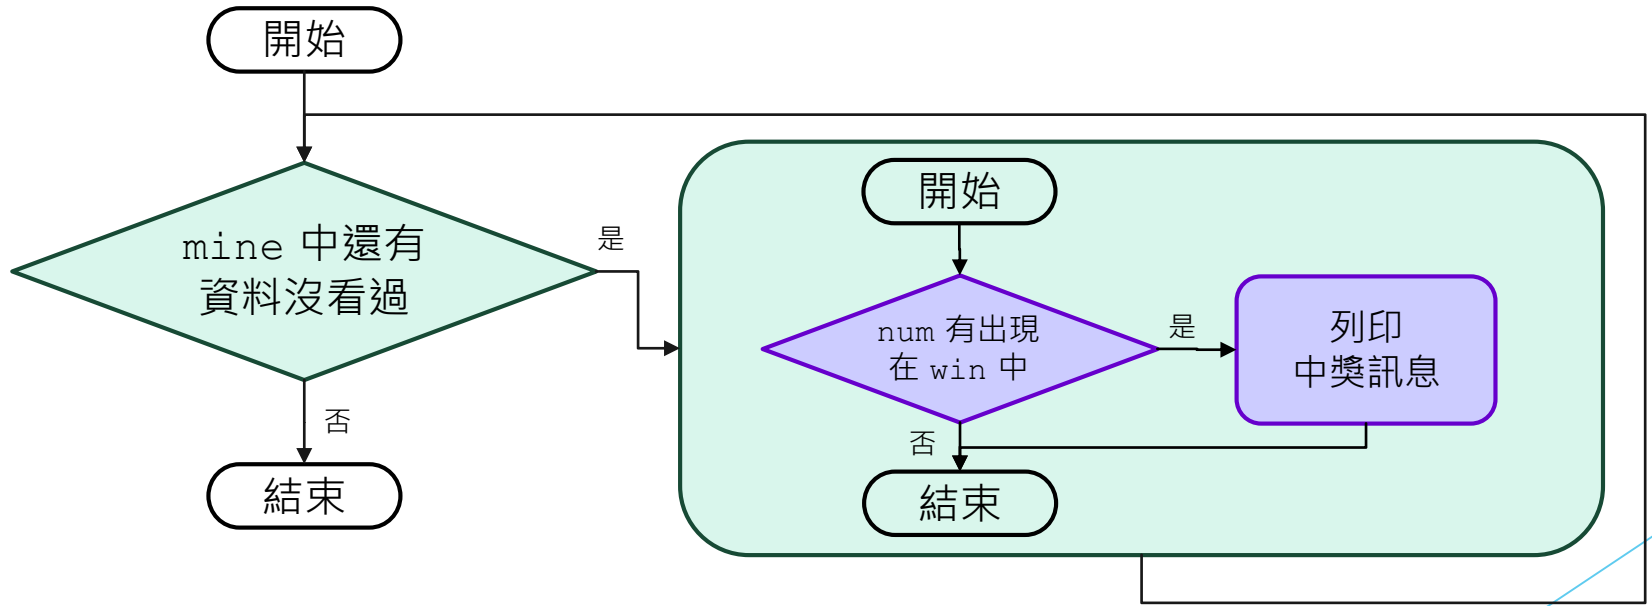 開始
mine 中還有
資料沒看過
是
否
結束
開始
num 有出現
在 win 中
是
列印
中獎訊息
否
結束